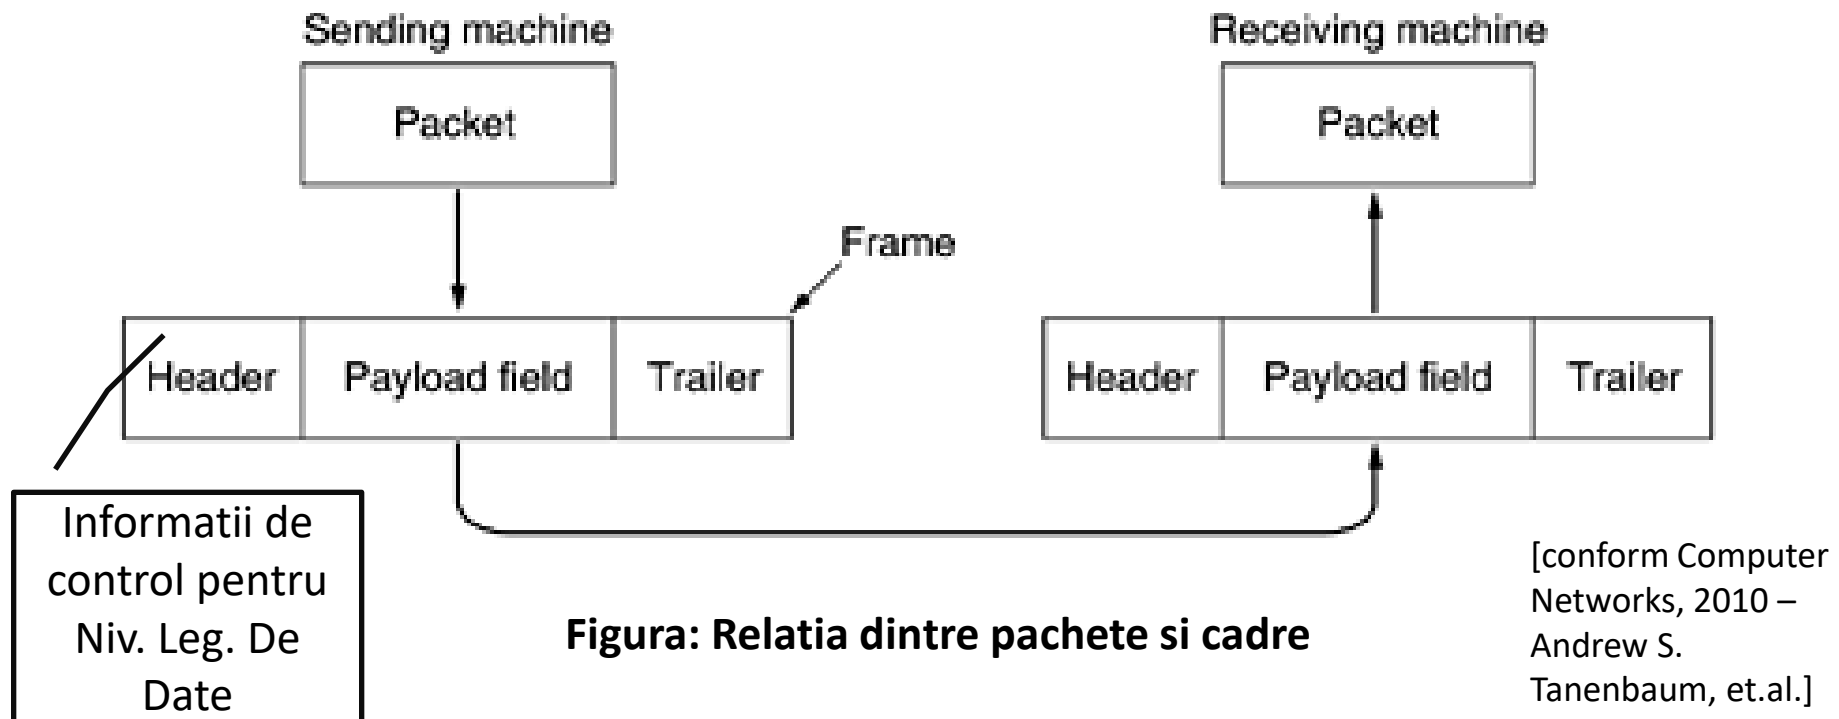 Sending machine
Receiving machine
Packet
Packet
Frame
Header
Payload field
Trailer
Header
Payload field
Trailer
Informatii de
control pentru
Niv. Leg. De
Date
Figura: Relatia dintre pachete si cadre
[conform Computer
Networks, 2010 –
Andrew S.
Tanenbaum, et.al.]